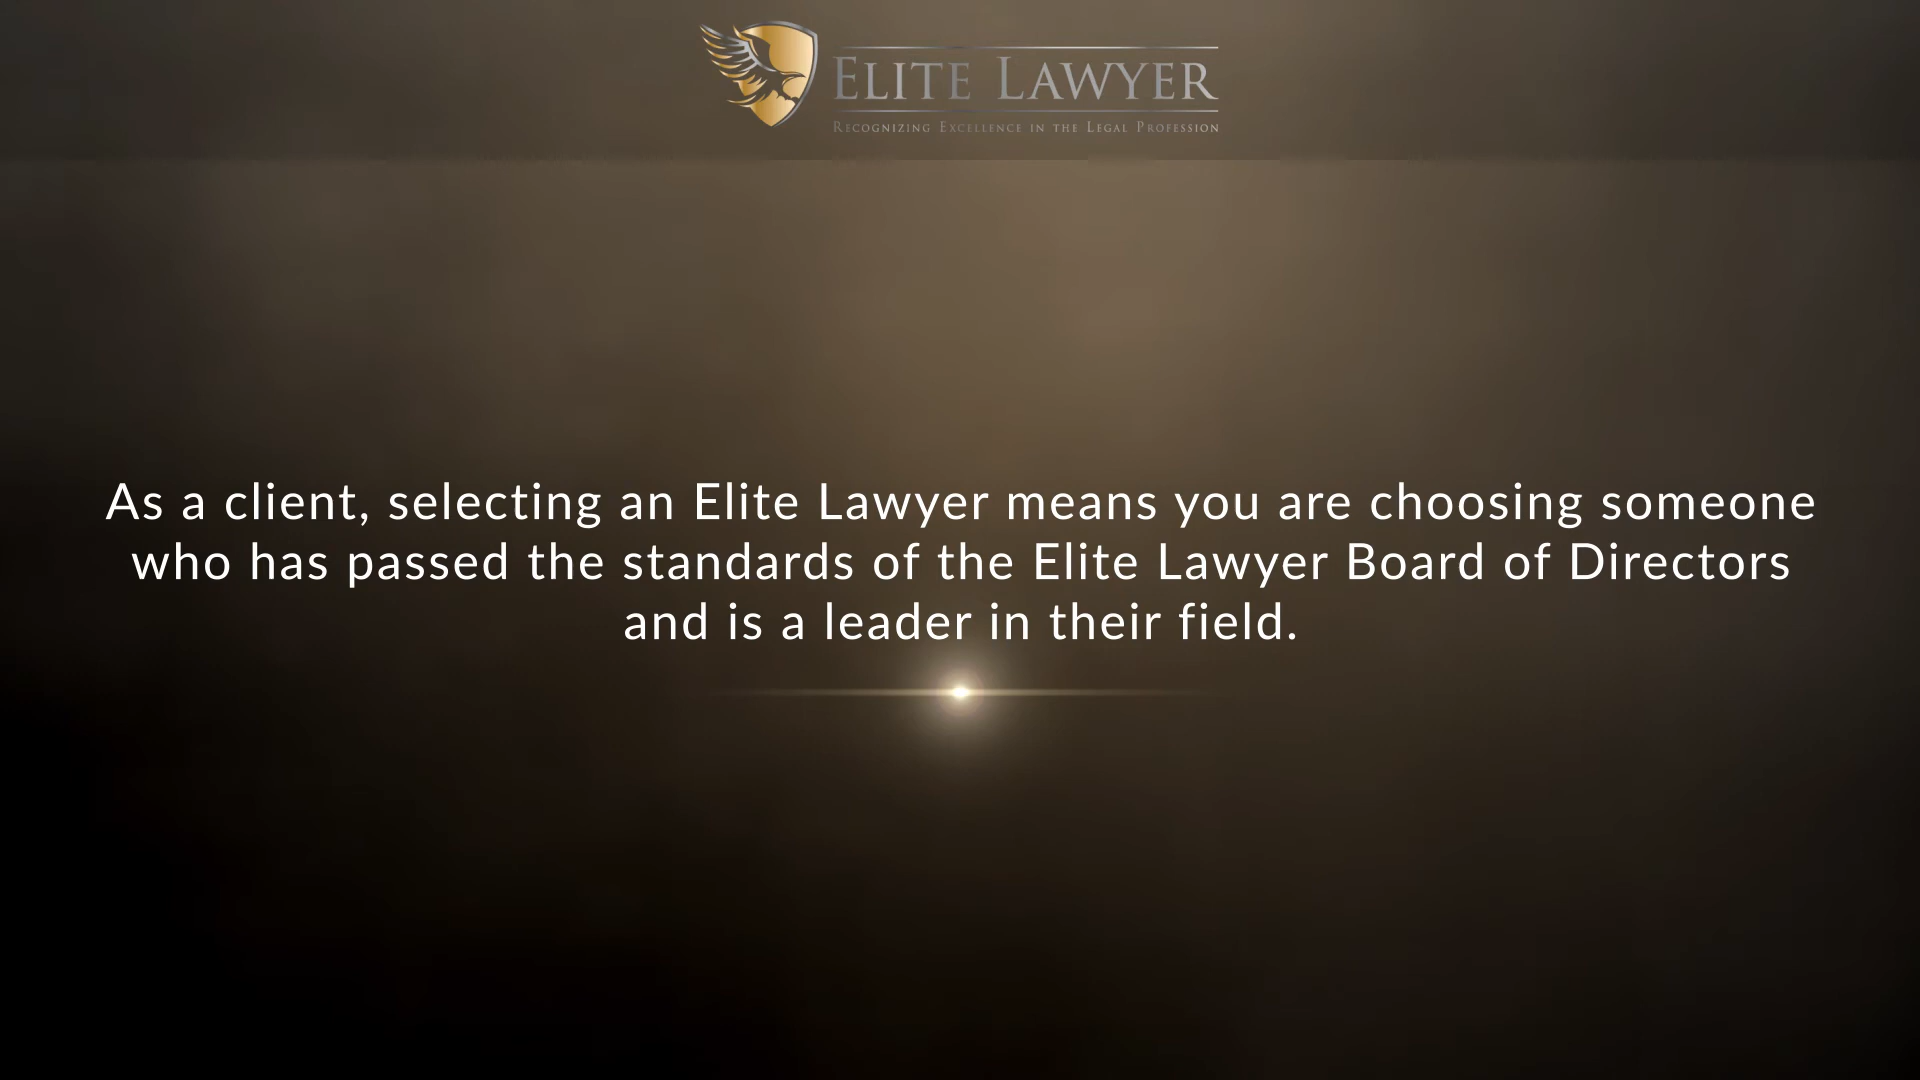 Elite Lawyer
Recognizing Excellence in the Legal Profession
As a client, selecting an Elite Lawyer means you are choosing someone
who has passed the standards of the Elite Lawyer Board of Directors
and is a leader in their field.